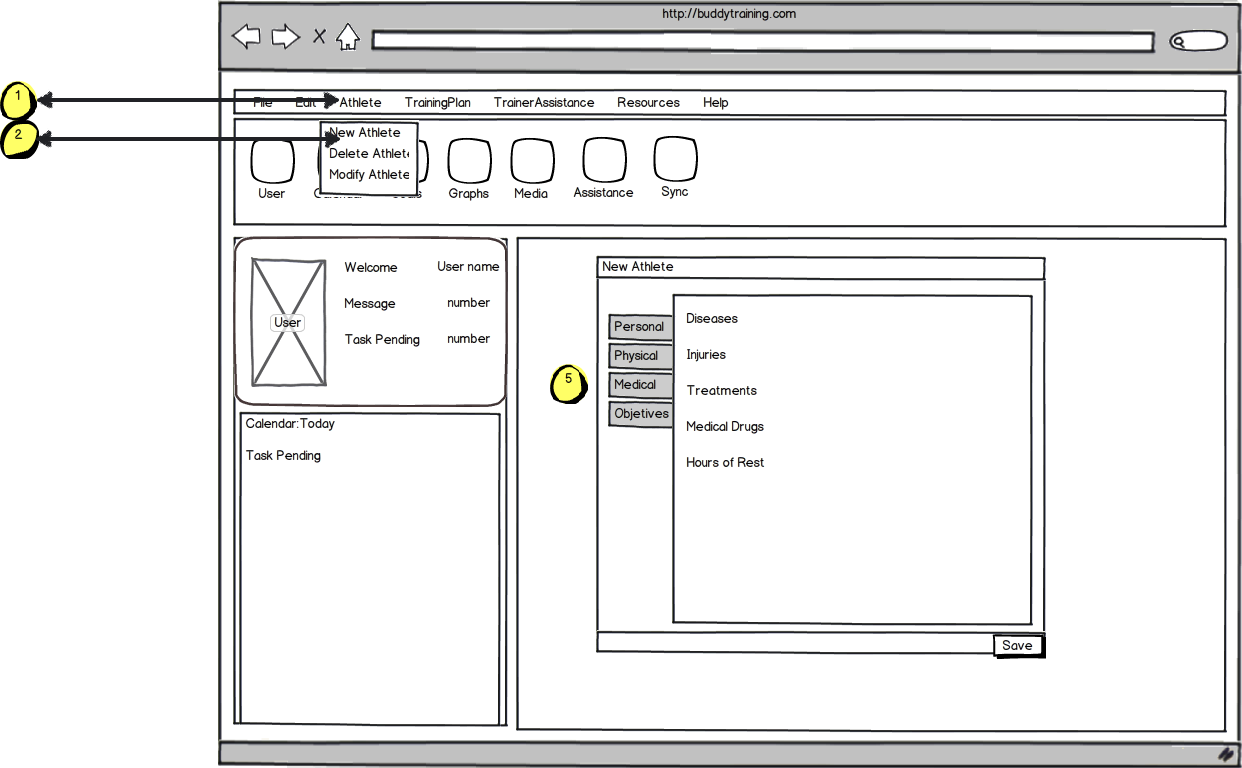 http://buddytraining.com
1
File Edit Athlete TrainingPlan TrainerAssistance Resources Help
2
New Athlete
Delete Athlete
Modify Athlete
User Graphs Media Assistance Sync
Welcome User name
Message number
User
Task Pending number
Calendar:Today
Task Pending
New Athlete
5
Personal
Physical
Medical
Objetives
Diseases
Injuries
Treatments
Medical Drugs
Hours of Rest
Save